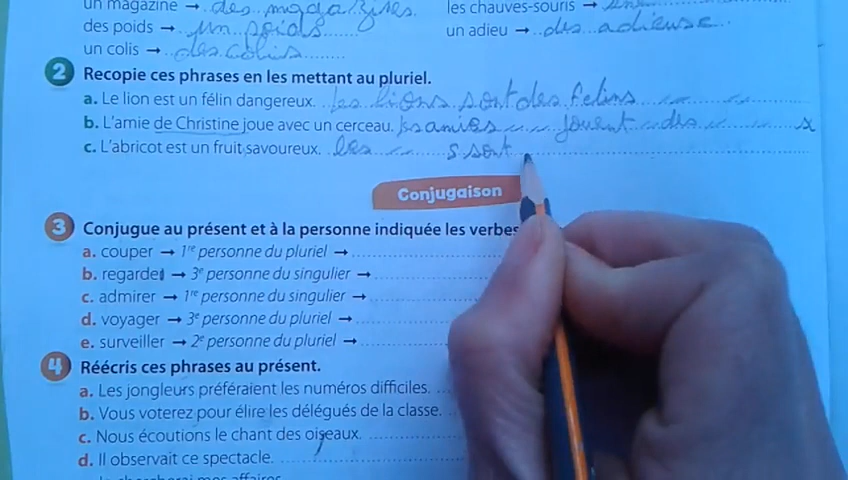 un magazine → des magazines
les chauves-souris →
des poids → un poids
un adieu → des adieuse
un colis → des colis
2 Recopie ces phrases en les mettant au pluriel.
a. Le lion est un félin dangereux. les lions sont des felins
b. L'amie de Christine joue avec un cerceau. les amies jouent des x
c. L'abricot est un fruit savoureux. les s sont
Conjugaison
3 Conjugue au présent et à la personne indiquée les verbes
a. couper → 1re personne du pluriel →
b. regarder → 3e personne du singulier →
c. admirer → 1re personne du singulier →
d. voyager → 3e personne du pluriel →
e. surveiller → 2e personne du pluriel →
4 Réécris ces phrases au présent.
a. Les jongleurs préféraient les numéros difficiles.
b. Vous voterez pour élire les délégués de la classe.
c. Nous écoutions le chant des oiseaux.
d. Il observait ce spectacle.